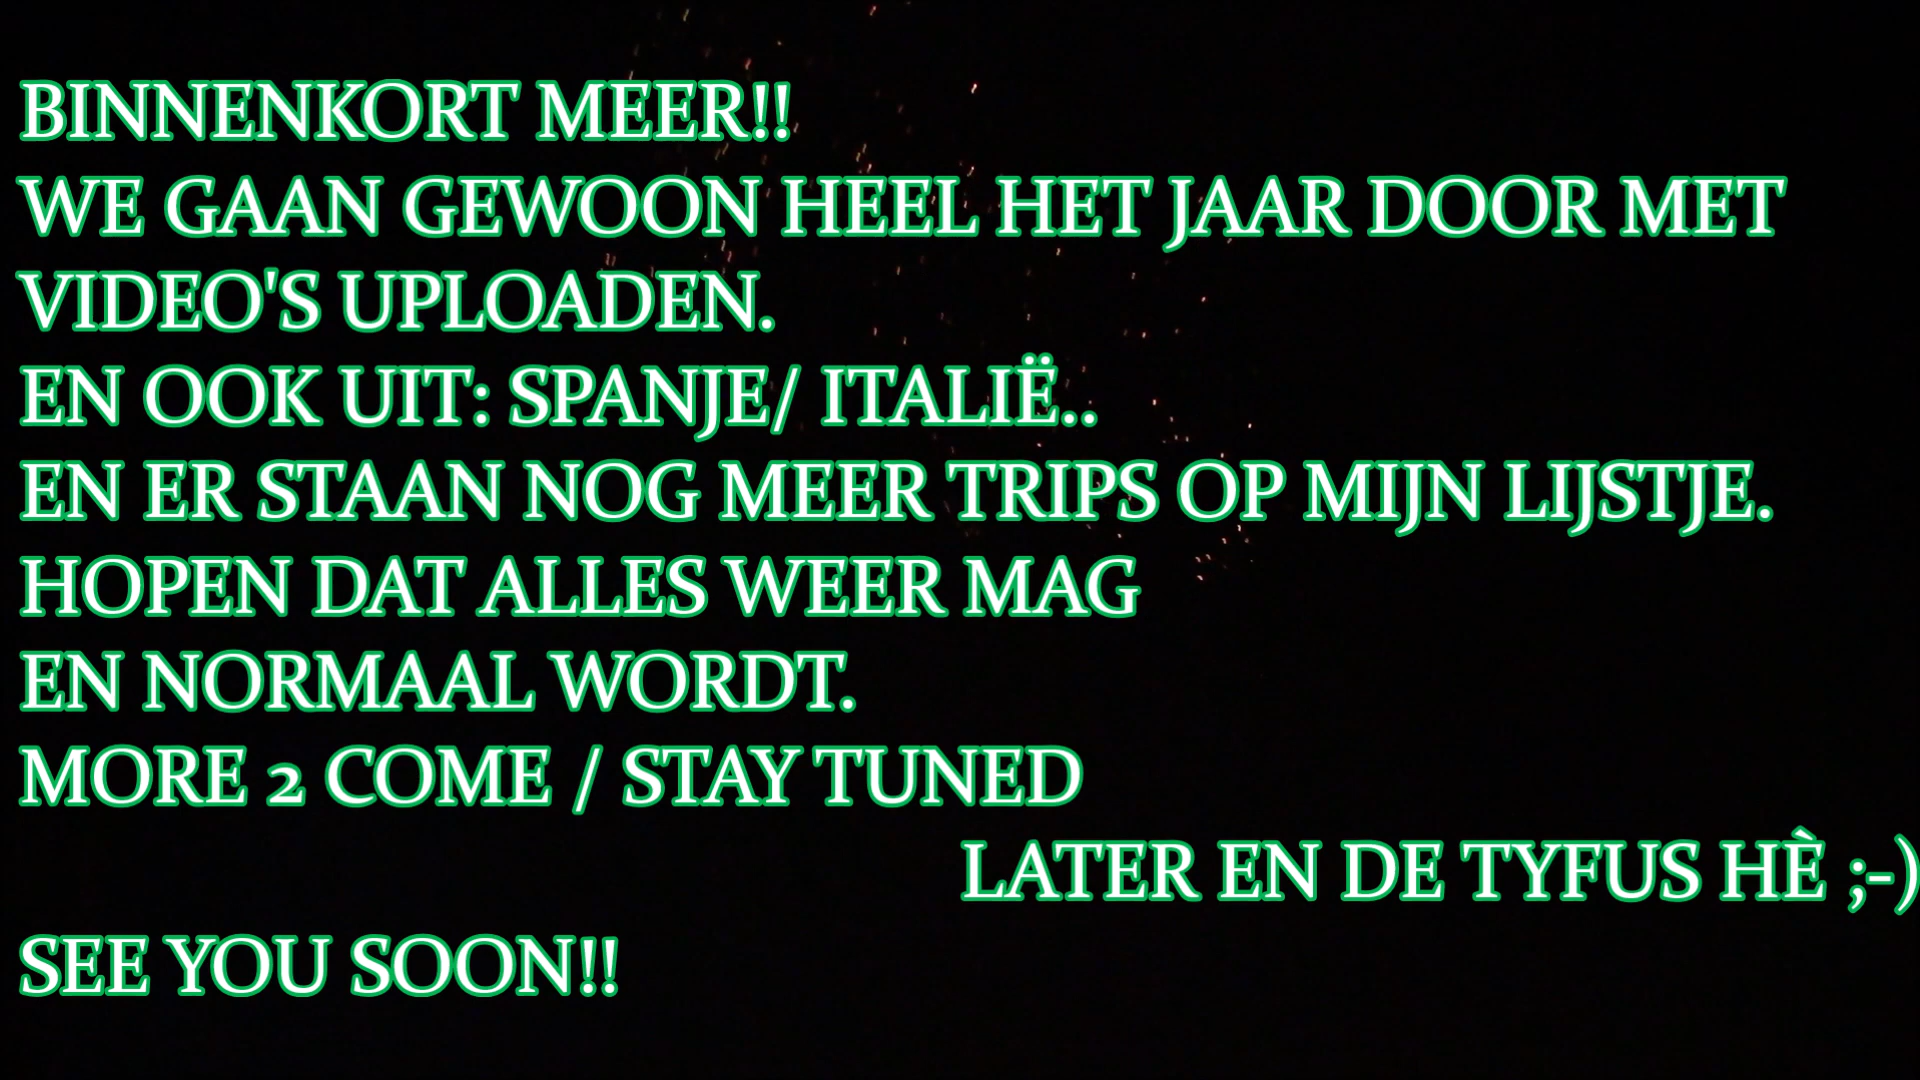 BINNENKORT MEER!!
WE GAAN GEWOON HEEL HET JAAR DOOR MET
VIDEO'S UPLOADEN.
EN OOK UIT: SPANJE/ ITALIË..
EN ER STAAN NOG MEER TRIPS OP MIJN LIJSTJE.
HOPEN DAT ALLES WEER MAG
EN NORMAAL WORDT.
MORE 2 COME / STAY TUNED
LATER EN DE TYFUS HÈ ;-)
SEE YOU SOON!!